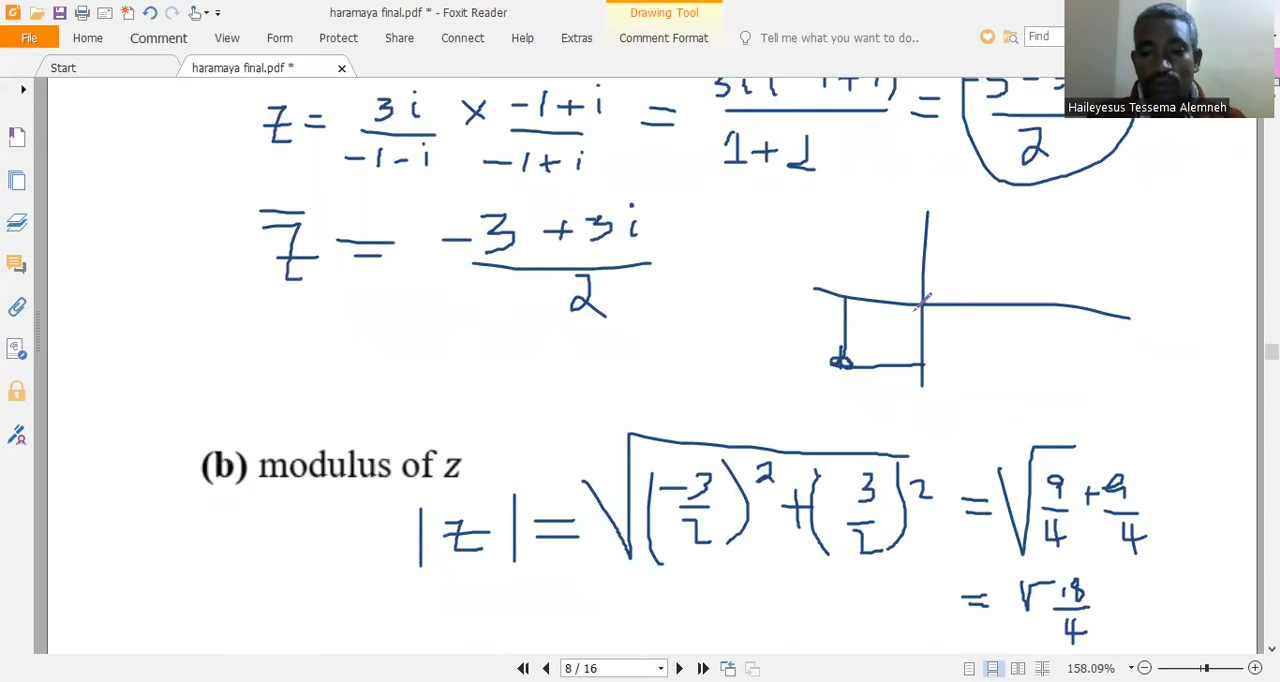 haramaya final.pdf * - Foxit Reader
Drawing Tool
File Home Comment View Form Protect Share Connect Help Extras Comment Format Tell me what you want to do.. Find
Start haramaya final.pdf *
Haileyesus Tessema Alemneh
z = 3i/(-1-i) × (-1+i)/(-1+i) = 3i(-1+i)/(1+1) = /2
z̄ = (-3+3i)/2
(b) modulus of z
|z| = √((-3/2)² + (3/2)²) = √(9/4 + 9/4)
= √(18/4)
8 / 16
158.09%